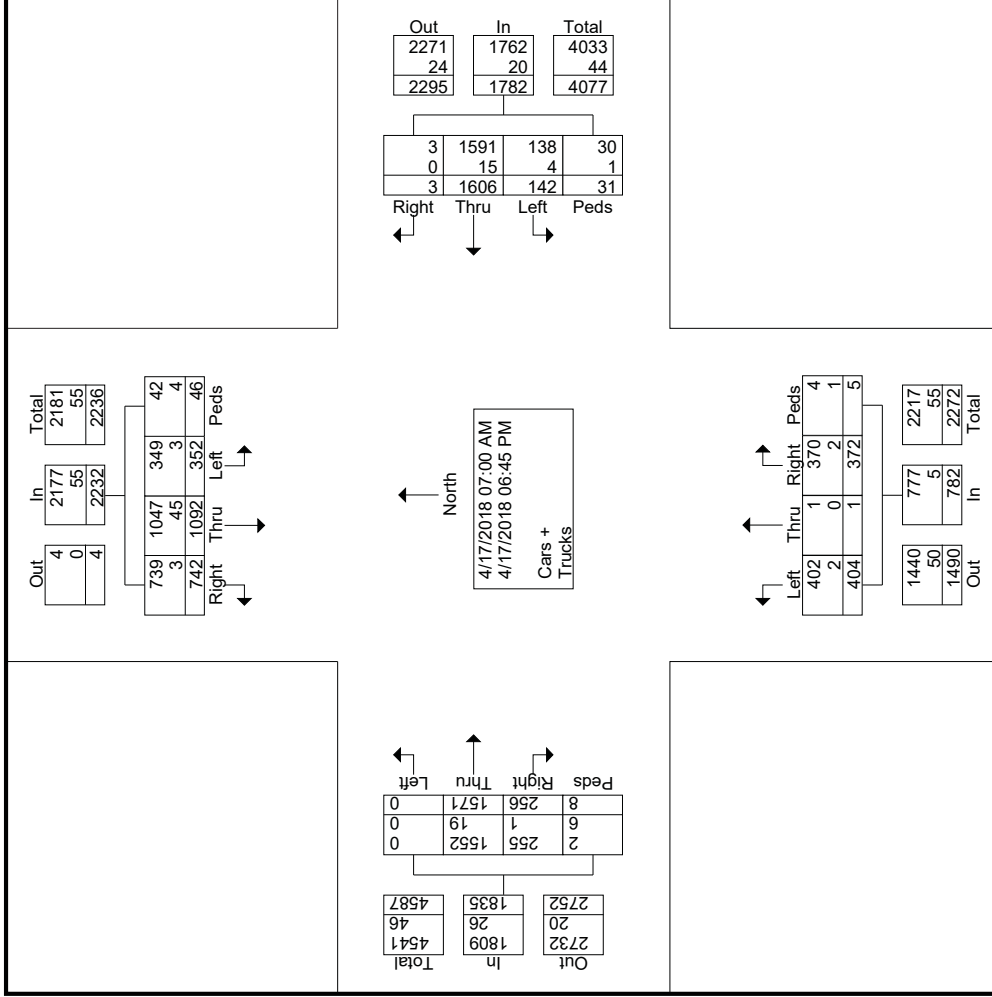 Out In Total
2271 1762 4033
24 20 44
2295 1782 4077
3 1591 138 30
0 15 4 1
3 1606 142 31
Right Thru Left Peds
Out In Total
4 2177 2181
0 55 55
4 2232 2236
739 1047 349 42
3 45 3 4
742 1092 352 46
Right Thru Left Peds
North
4/17/2018 07:00 AM
4/17/2018 06:45 PM
Cars +
Trucks
Left Thru Right Peds
402 1 370 4
2 0 2 1
404 1 372 5
1440 777 2217
50 5 55
1490 782 2272
Out In Total
Left Thru Right Peds
0 1571 256 8
0 19 1 6
0 1552 255 2
4587 1835 2752
46 26 20
4541 1809 2732
Total In Out